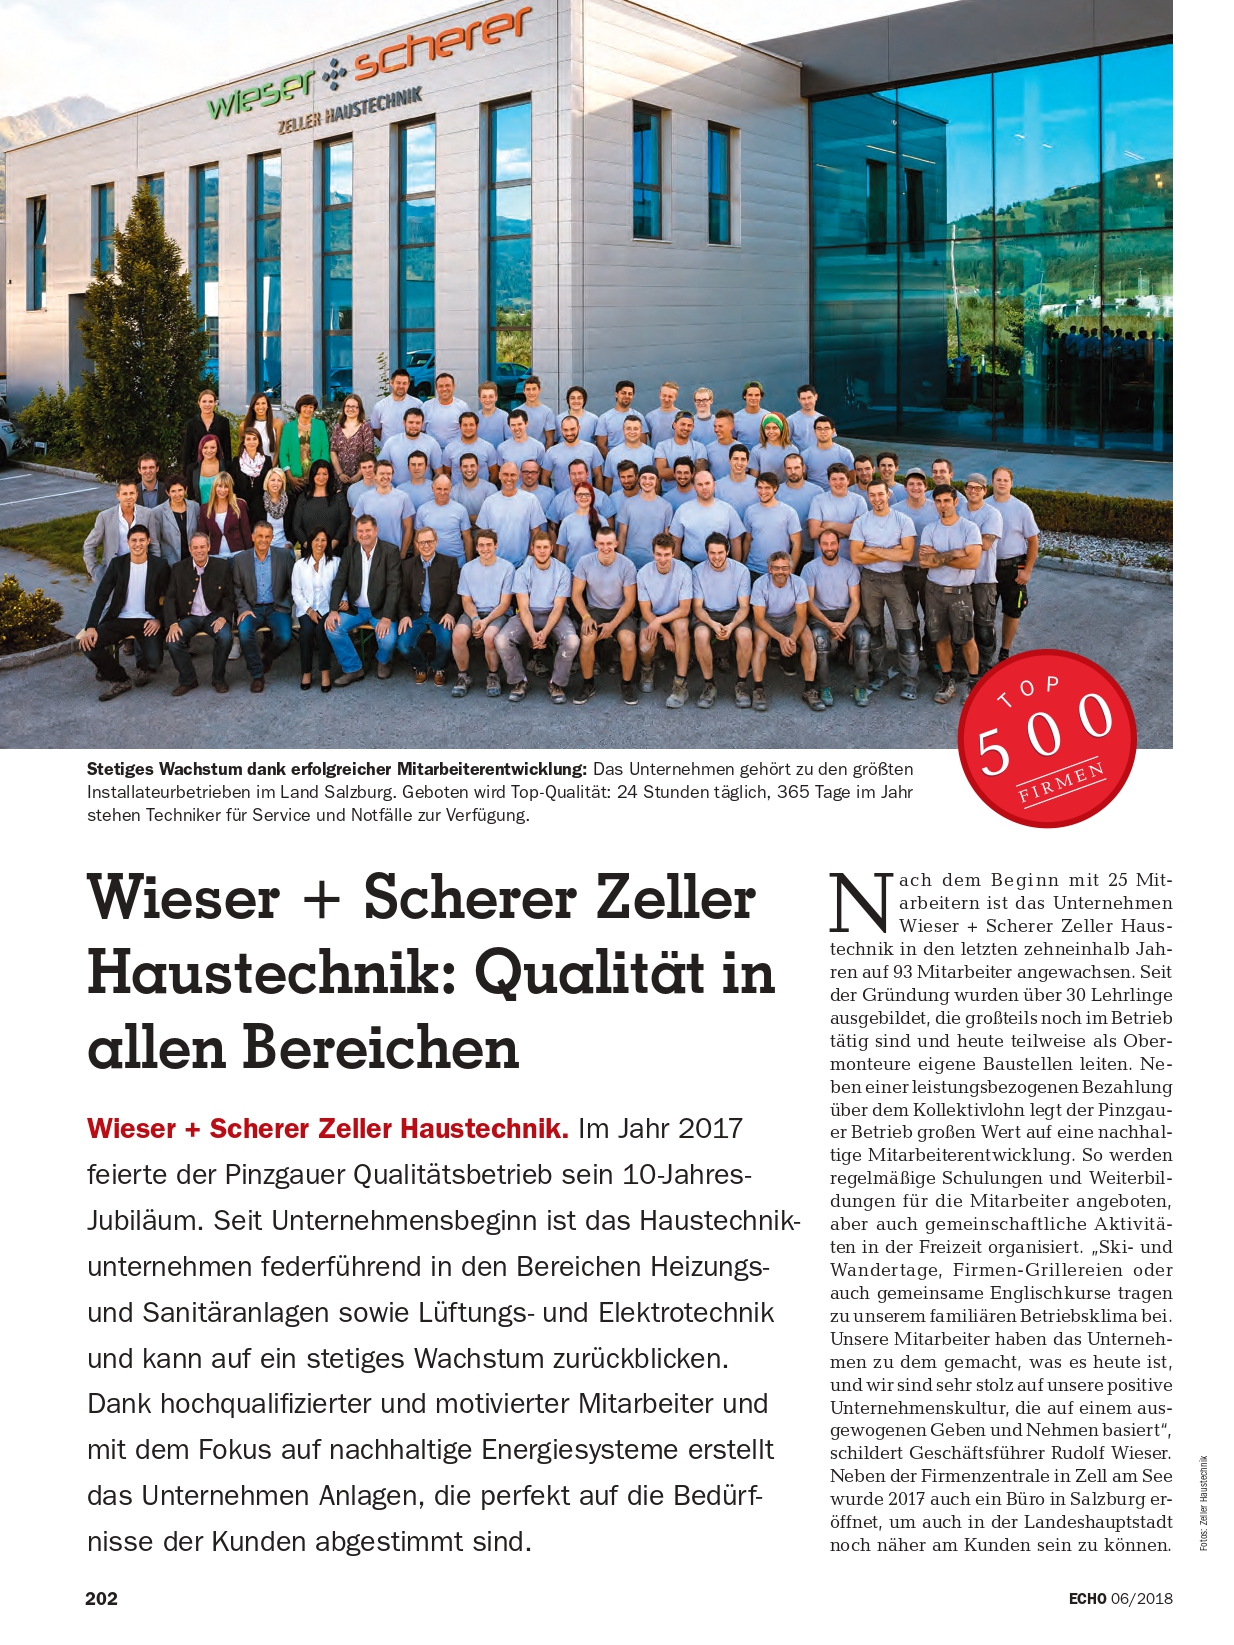 wieser + scherer
ZELLER HAUSTECHNIK
TOP
500
FIRMEN
Stetiges Wachstum dank erfolgreicher Mitarbeiterentwicklung: Das Unternehmen gehört zu den größten
Installateurbetrieben im Land Salzburg. Geboten wird Top-Qualität: 24 Stunden täglich, 365 Tage im Jahr
stehen Techniker für Service und Notfälle zur Verfügung.
Wieser + Scherer Zeller
Haustechnik: Qualität in
allen Bereichen
Wieser + Scherer Zeller Haustechnik. Im Jahr 2017
feierte der Pinzgauer Qualitätsbetrieb sein 10-Jahres-
Jubiläum. Seit Unternehmensbeginn ist das Haustechnik-
unternehmen federführend in den Bereichen Heizungs-
und Sanitäranlagen sowie Lüftungs- und Elektrotechnik
und kann auf ein stetiges Wachstum zurückblicken.
Dank hochqualifizierter und motivierter Mitarbeiter und
mit dem Fokus auf nachhaltige Energiesysteme erstellt
das Unternehmen Anlagen, die perfekt auf die Bedürf-
nisse der Kunden abgestimmt sind.
Nach dem Beginn mit 25 Mit-
arbeitern ist das Unternehmen
Wieser + Scherer Zeller Haus-
technik in den letzten zehneinhalb Jah-
ren auf 93 Mitarbeiter angewachsen. Seit
der Gründung wurden über 30 Lehrlinge
ausgebildet, die großteils noch im Betrieb
tätig sind und heute teilweise als Ober-
monteure eigene Baustellen leiten. Ne-
ben einer leistungsbezogenen Bezahlung
über dem Kollektivlohn legt der Pinzgau-
er Betrieb großen Wert auf eine nachhal-
tige Mitarbeiterentwicklung. So werden
regelmäßige Schulungen und Weiterbil-
dungen für die Mitarbeiter angeboten,
aber auch gemeinschaftliche Aktivitä-
ten in der Freizeit organisiert. „Ski- und
Wandertage, Firmen-Grillereien oder
auch gemeinsame Englischkurse tragen
zu unserem familiären Betriebsklima bei.
Unsere Mitarbeiter haben das Unterneh-
men zu dem gemacht, was es heute ist,
und wir sind sehr stolz auf unsere positive
Unternehmenskultur, die auf einem aus-
gewogenen Geben und Nehmen basiert“,
schildert Geschäftsführer Rudolf Wieser.
Neben der Firmenzentrale in Zell am See
wurde 2017 auch ein Büro in Salzburg er-
öffnet, um auch in der Landeshauptstadt
noch näher am Kunden sein zu können.
Fotos: Zeller Haustechnik
202
ECHO 06/2018